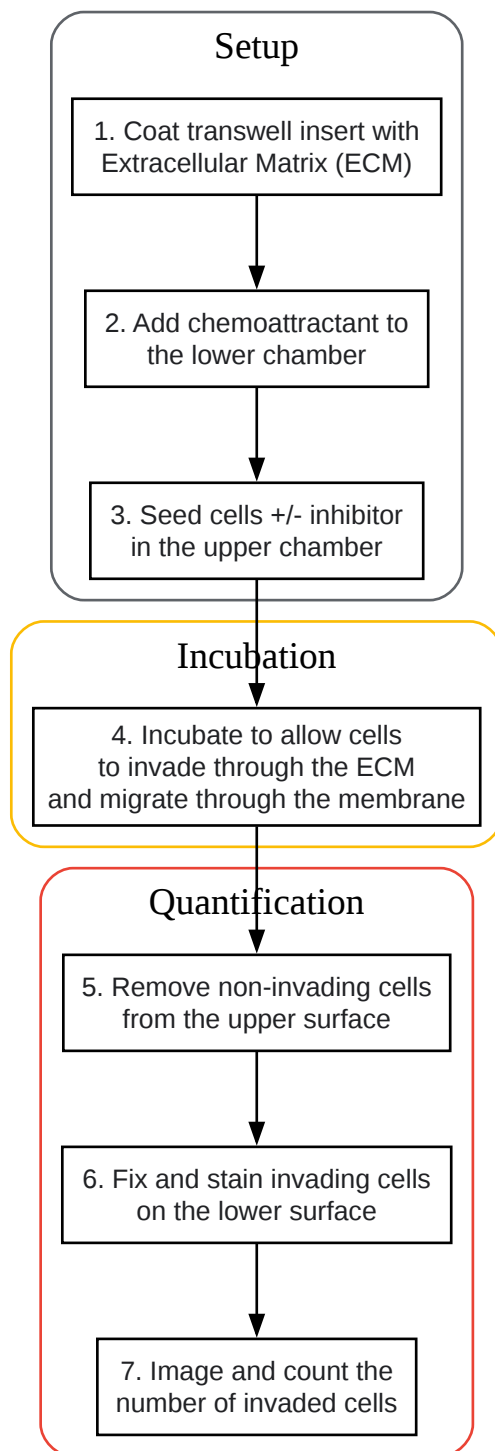 Setup
1. Coat transwell insert with
Extracellular Matrix (ECM)
2. Add chemoattractant to
the lower chamber
3. Seed cells +/- inhibitor
in the upper chamber
Incubation
4. Incubate to allow cells
to invade through the ECM
and migrate through the membrane
Quantification
5. Remove non-invading cells
from the upper surface
6. Fix and stain invading cells
on the lower surface
7. Image and count the
number of invaded cells